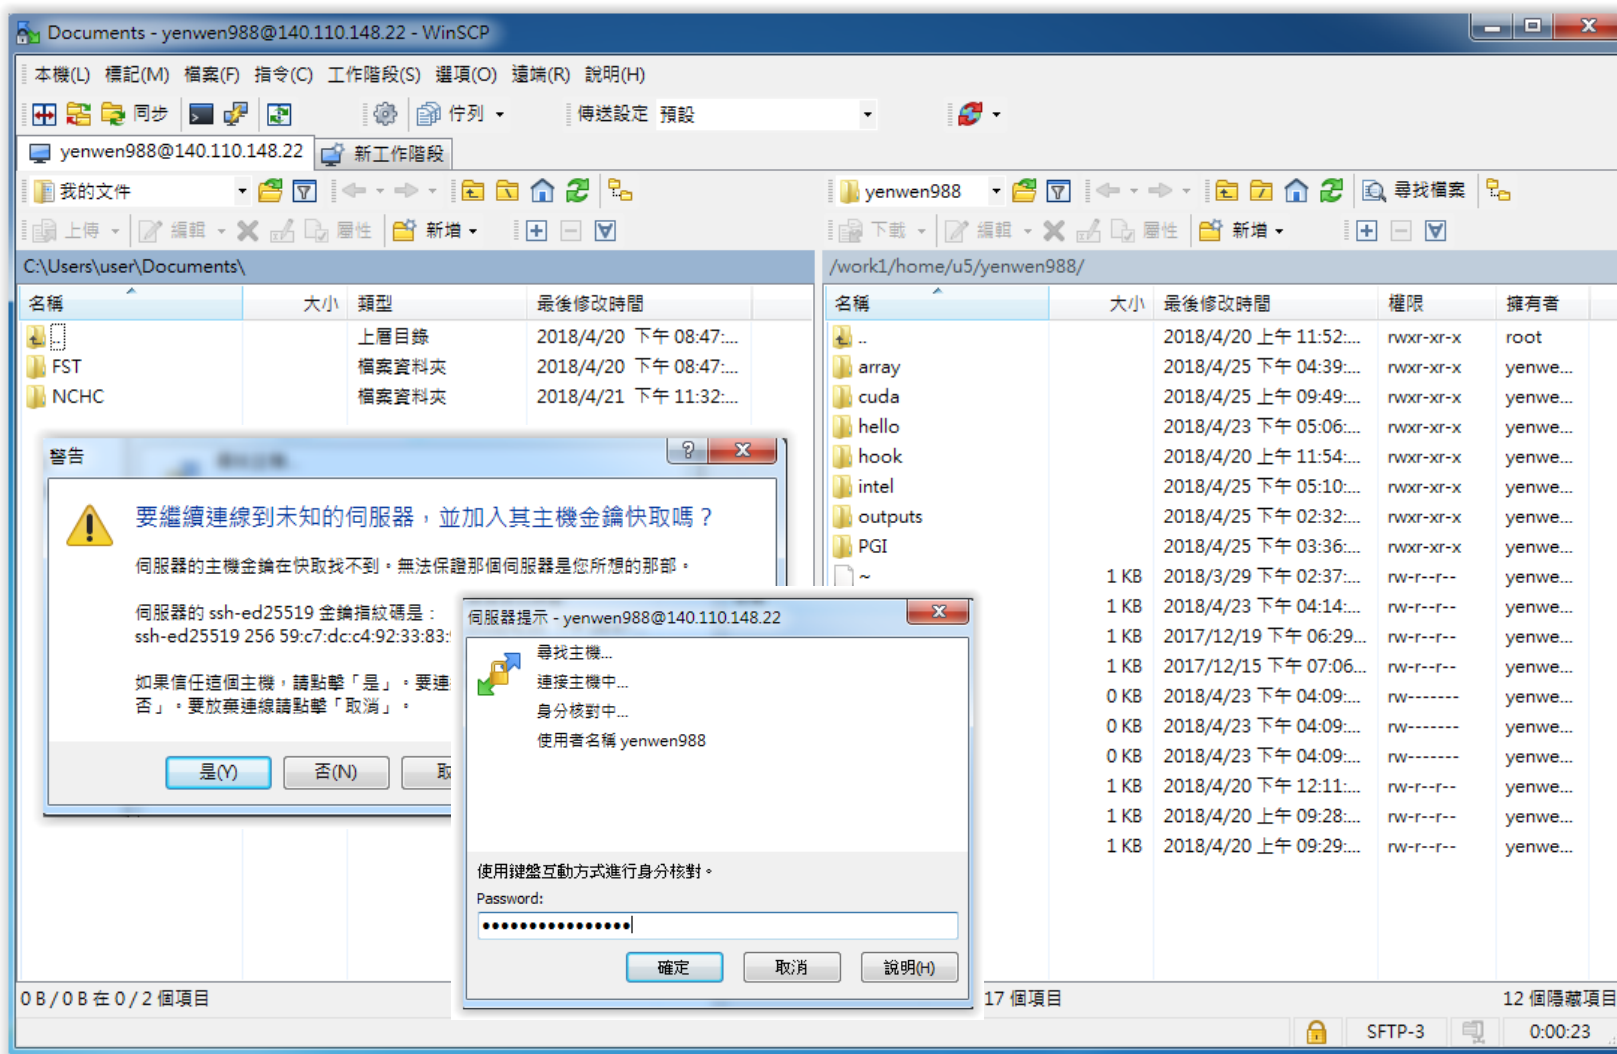 Documents - yenwen988@140.110.148.22 - WinSCP
本機(L) 標記(M) 檔案(F) 指令(C) 工作階段(S) 選項(O) 遠端(R) 說明(H)
同步 佇列 傳送設定 預設
yenwen988@140.110.148.22 新工作階段
我的文件
上傳 編輯 屬性 新增
C:\Users\user\Documents\
名稱 大小 類型 最後修改時間
.. 上層目錄 2018/4/20 下午 08:47:...
FST 檔案資料夾 2018/4/20 下午 08:47:...
NCHC 檔案資料夾 2018/4/21 下午 11:32:...
yenwen988 尋找檔案
下載 編輯 屬性 新增
/work1/home/u5/yenwen988/
名稱 大小 最後修改時間 權限 擁有者
.. 2018/4/20 上午 11:52:... rwxr-xr-x root
array 2018/4/25 下午 04:39:... rwxr-xr-x yenwe...
cuda 2018/4/25 上午 09:49:... rwxr-xr-x yenwe...
hello 2018/4/23 下午 05:06:... rwxr-xr-x yenwe...
hook 2018/4/20 上午 11:54:... rwxr-xr-x yenwe...
intel 2018/4/25 下午 05:10:... rwxr-xr-x yenwe...
outputs 2018/4/25 下午 02:32:... rwxr-xr-x yenwe...
PGI 2018/4/25 下午 03:36:... rwxr-xr-x yenwe...
~ 1 KB 2018/3/29 下午 02:37:... rw-r--r-- yenwe...
1 KB 2018/4/23 下午 04:14:... rw-r--r-- yenwe...
1 KB 2017/12/19 下午 06:29... rw-r--r-- yenwe...
1 KB 2017/12/15 下午 07:06... rw-r--r-- yenwe...
0 KB 2018/4/23 下午 04:09:... rw------- yenwe...
0 KB 2018/4/23 下午 04:09:... rw------- yenwe...
0 KB 2018/4/23 下午 04:09:... rw------- yenwe...
1 KB 2018/4/20 下午 12:11:... rw-r--r-- yenwe...
1 KB 2018/4/20 上午 09:28:... rw-r--r-- yenwe...
1 KB 2018/4/20 上午 09:29:... rw-r--r-- yenwe...
警告
要繼續連線到未知的伺服器，並加入其主機金鑰快取嗎？
伺服器的主機金鑰在快取找不到。無法保證那個伺服器是您所想的那部。
伺服器的 ssh-ed25519 金鑰指紋碼是：
ssh-ed25519 256 59:c7:dc:c4:92:33:83:
如果信任這個主機，請點擊「是」。要連
否」。要放棄連線請點擊「取消」。
是(Y) 否(N) 取
伺服器提示 - yenwen988@140.110.148.22
尋找主機...
連接主機中...
身分核對中...
使用者名稱 yenwen988
使用鍵盤互動方式進行身分核對。
Password:
確定 取消 說明(H)
0 B / 0 B 在 0 / 2 個項目 17 個項目 12 個隱藏項目
SFTP-3 0:00:23